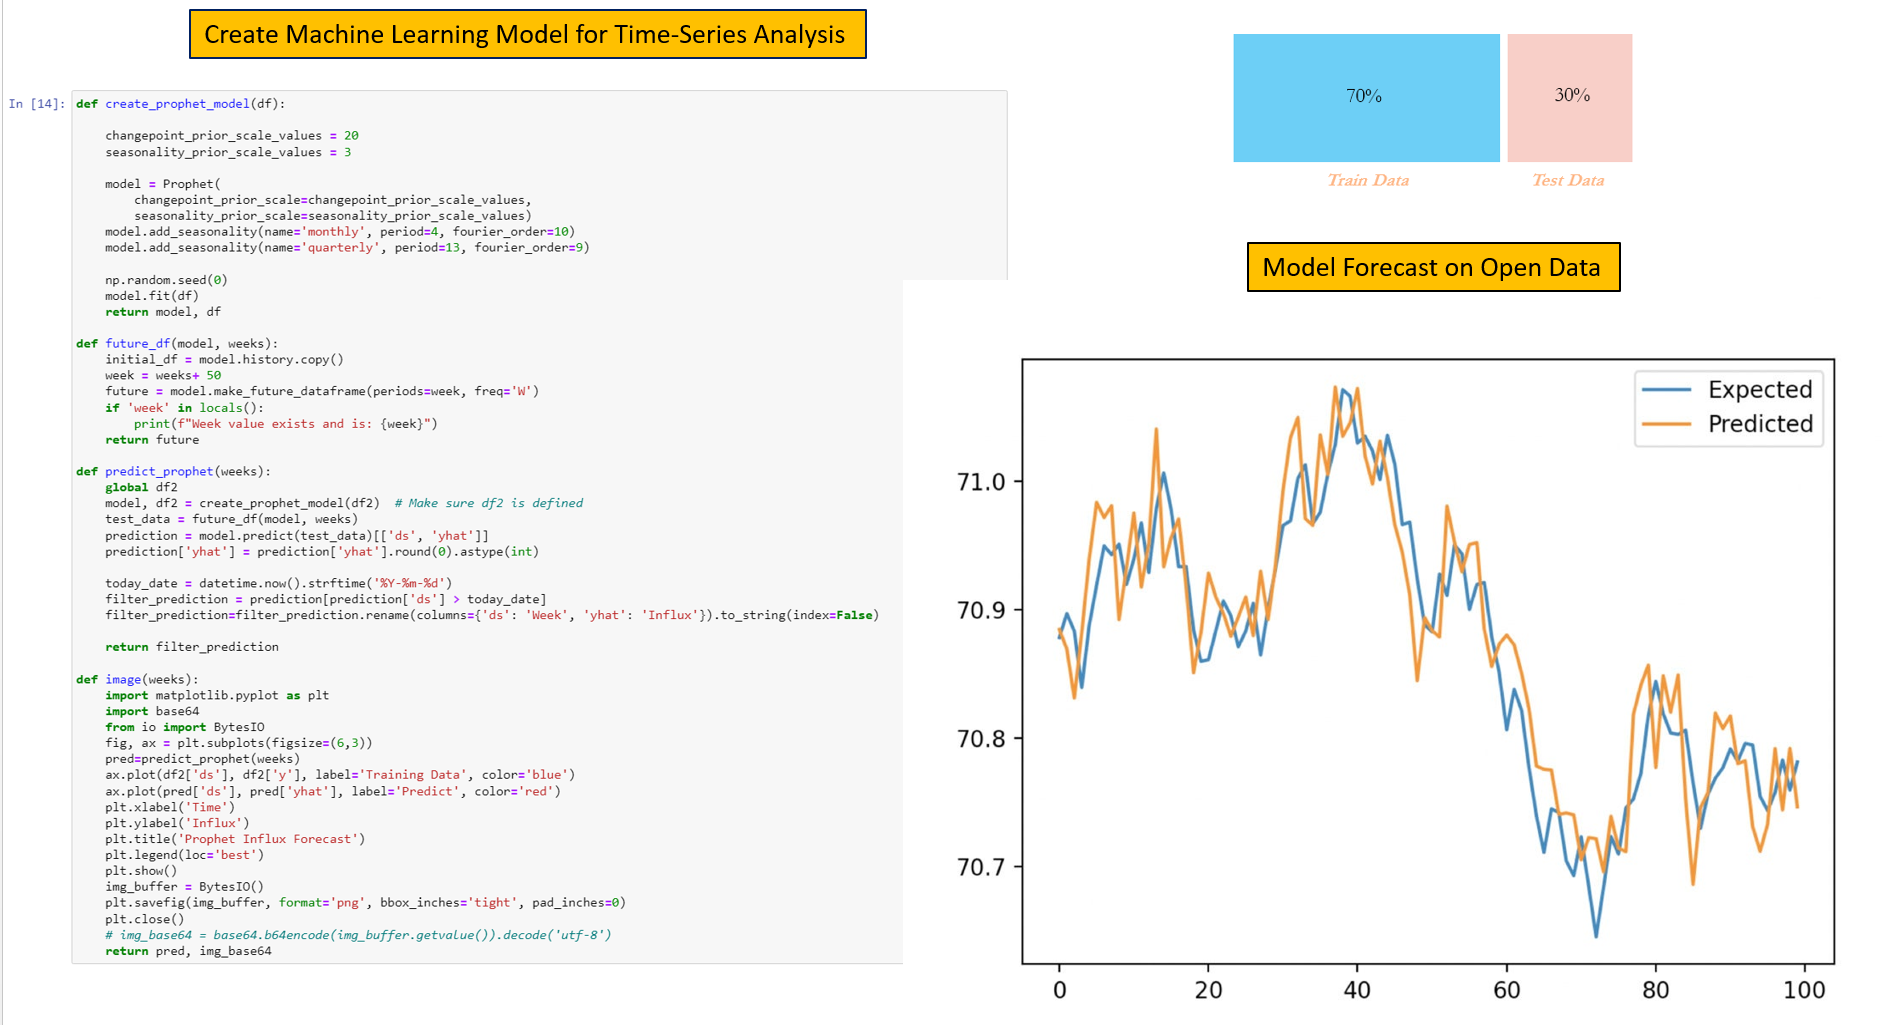 Create Machine Learning Model for Time-Series Analysis
In [14]:
def create_prophet_model(df):
changepoint_prior_scale_values = 20
seasonality_prior_scale_values = 3
model = Prophet(
changepoint_prior_scale=changepoint_prior_scale_values,
seasonality_prior_scale=seasonality_prior_scale_values)
model.add_seasonality(name='monthly', period=4, fourier_order=10)
model.add_seasonality(name='quarterly', period=13, fourier_order=9)
np.random.seed(0)
model.fit(df)
return model, df
def future_df(model, weeks):
initial_df = model.history.copy()
week = weeks+ 50
future = model.make_future_dataframe(periods=week, freq='W')
if 'week' in locals():
print(f"Week value exists and is: {week}")
return future
def predict_prophet(weeks):
global df2
model, df2 = create_prophet_model(df2)  # Make sure df2 is defined
test_data = future_df(model, weeks)
prediction = model.predict(test_data)[['ds', 'yhat']]
prediction['yhat'] = prediction['yhat'].round(0).astype(int)
today_date = datetime.now().strftime('%Y-%m-%d')
filter_prediction = prediction[prediction['ds'] > today_date]
filter_prediction=filter_prediction.rename(columns={'ds': 'Week', 'yhat': 'Influx'}).to_string(index=False)
return filter_prediction
def image(weeks):
import matplotlib.pyplot as plt
import base64
from io import BytesIO
fig, ax = plt.subplots(figsize=(6,3))
pred=predict_prophet(weeks)
ax.plot(df2['ds'], df2['y'], label='Training Data', color='blue')
ax.plot(pred['ds'], pred['yhat'], label='Predict', color='red')
plt.xlabel('Time')
plt.ylabel('Influx')
plt.title('Prophet Influx Forecast')
plt.legend(loc='best')
plt.show()
img_buffer = BytesIO()
plt.savefig(img_buffer, format='png', bbox_inches='tight', pad_inches=0)
plt.close()
# img_base64 = base64.b64encode(img_buffer.getvalue()).decode('utf-8')
return pred, img_base64
70%
30%
Train Data
Test Data
Model Forecast on Open Data
Expected
Predicted
71.0
70.9
70.8
70.7
0
20
40
60
80
100